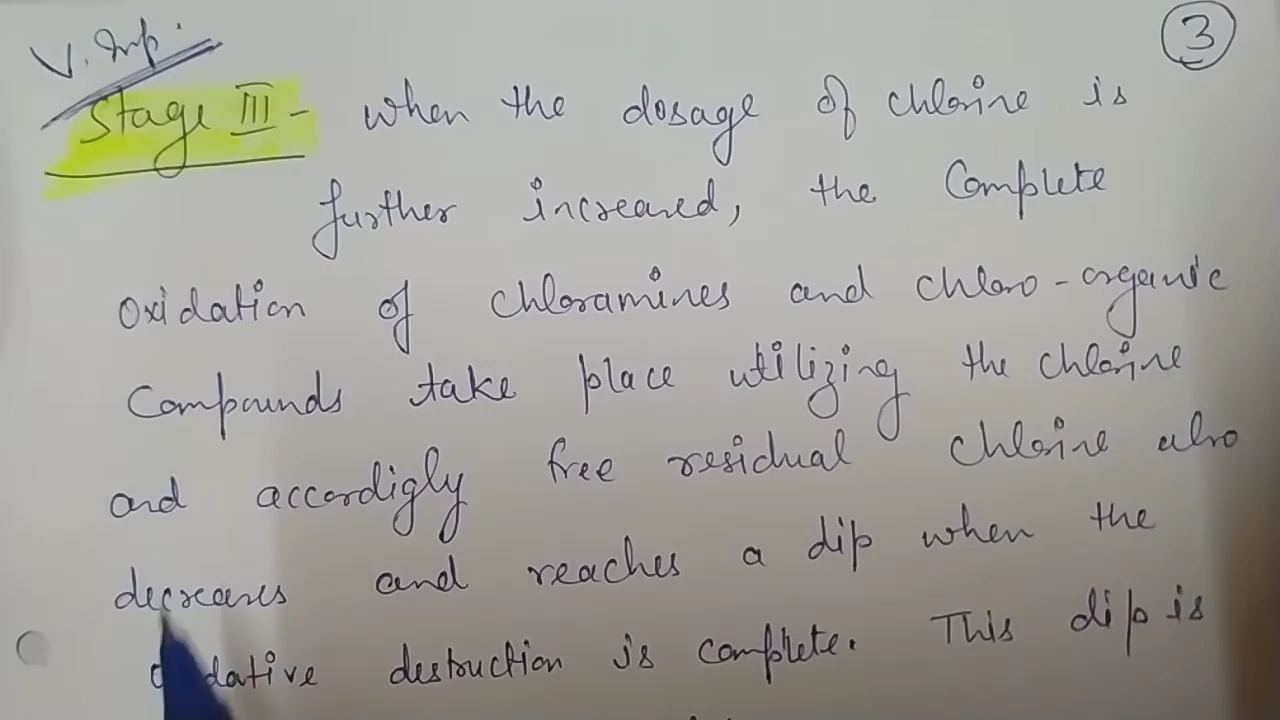 V. Imp.
3
Stage III - when the dosage of chlorine is
further increased, the Complete
oxidation of chloramines and chloro-organic
Compounds take place utilizing the chlorine
and accordigly free residual chlorine also
decreases and reaches a dip when the
destruction is complete. This dip is